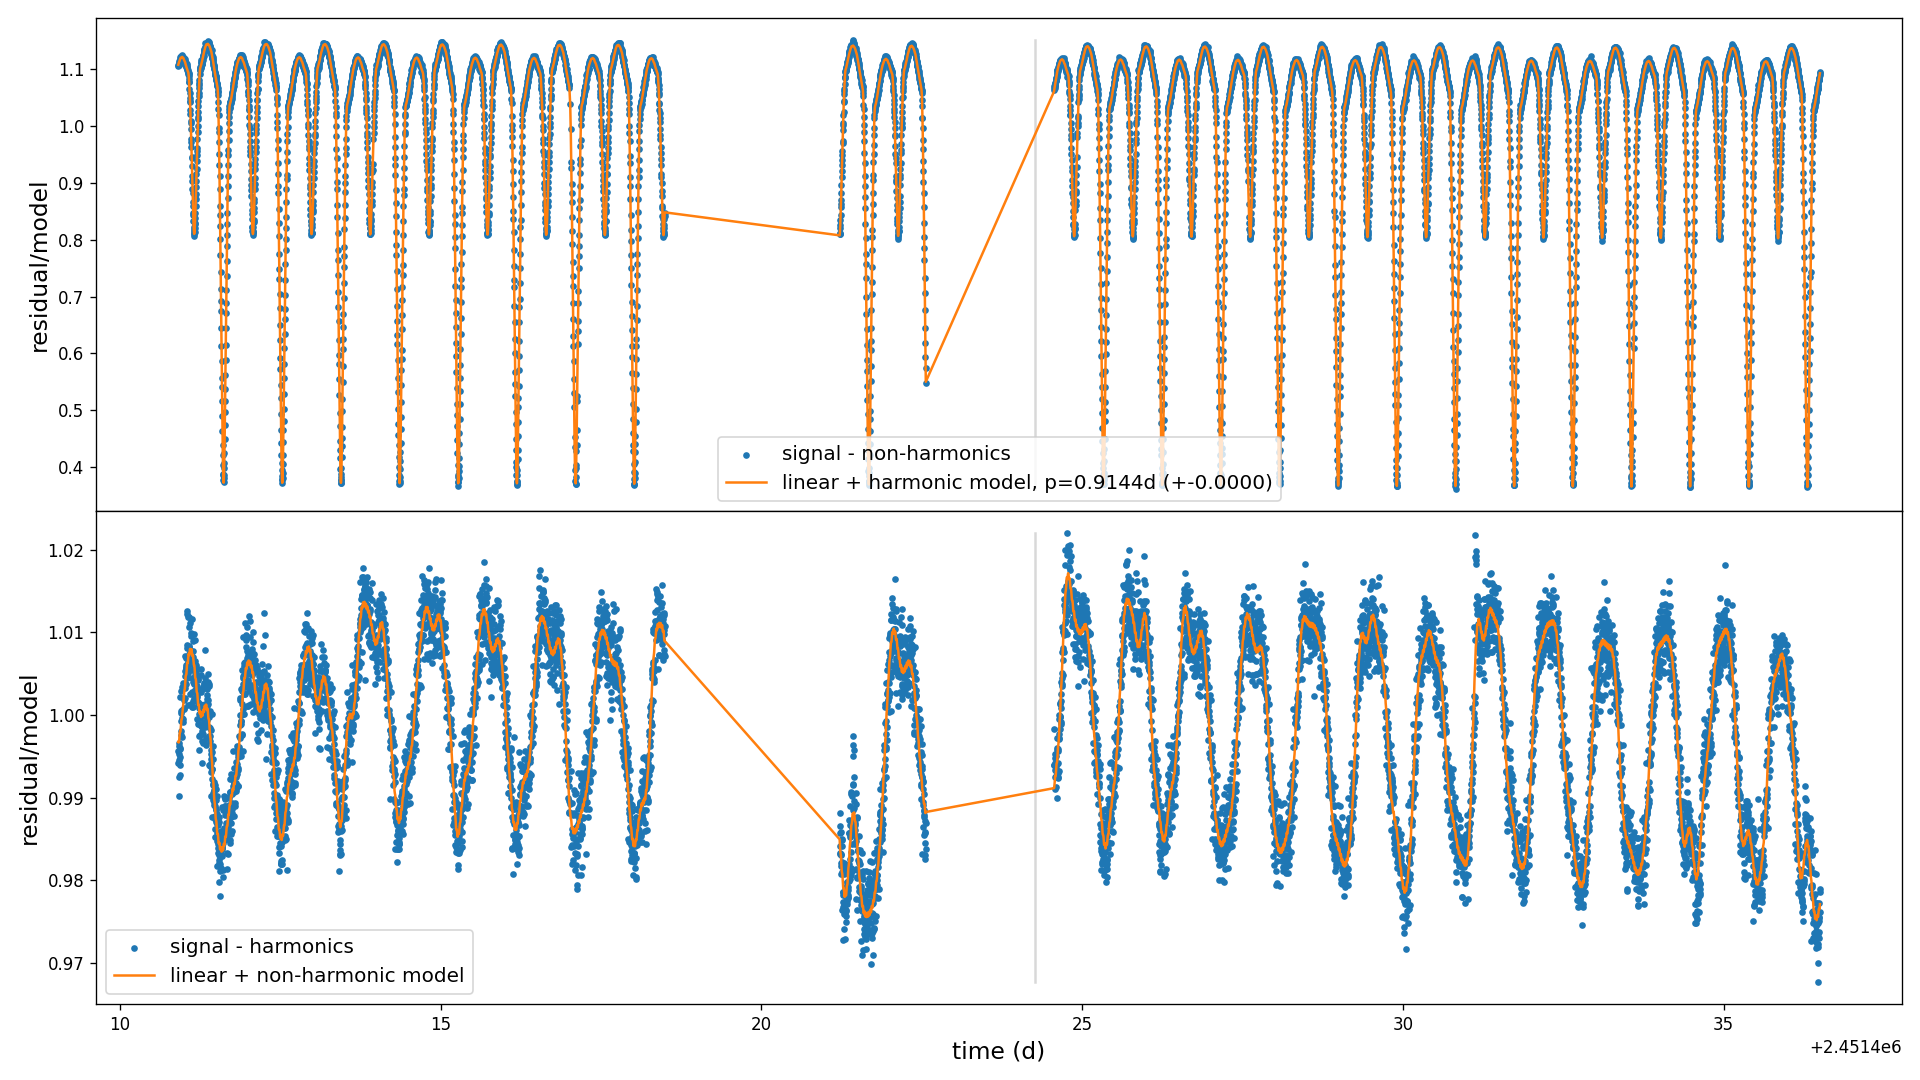 1.1
1.0
0.9
0.8
0.7
0.6
0.5
0.4
residual/model
signal - non-harmonics
linear + harmonic model, p=0.9144d (+-0.0000)
1.02
1.01
1.00
0.99
0.98
0.97
residual/model
signal - harmonics
linear + non-harmonic model
10 15 20 25 30 35
time (d)
+2.4514e6